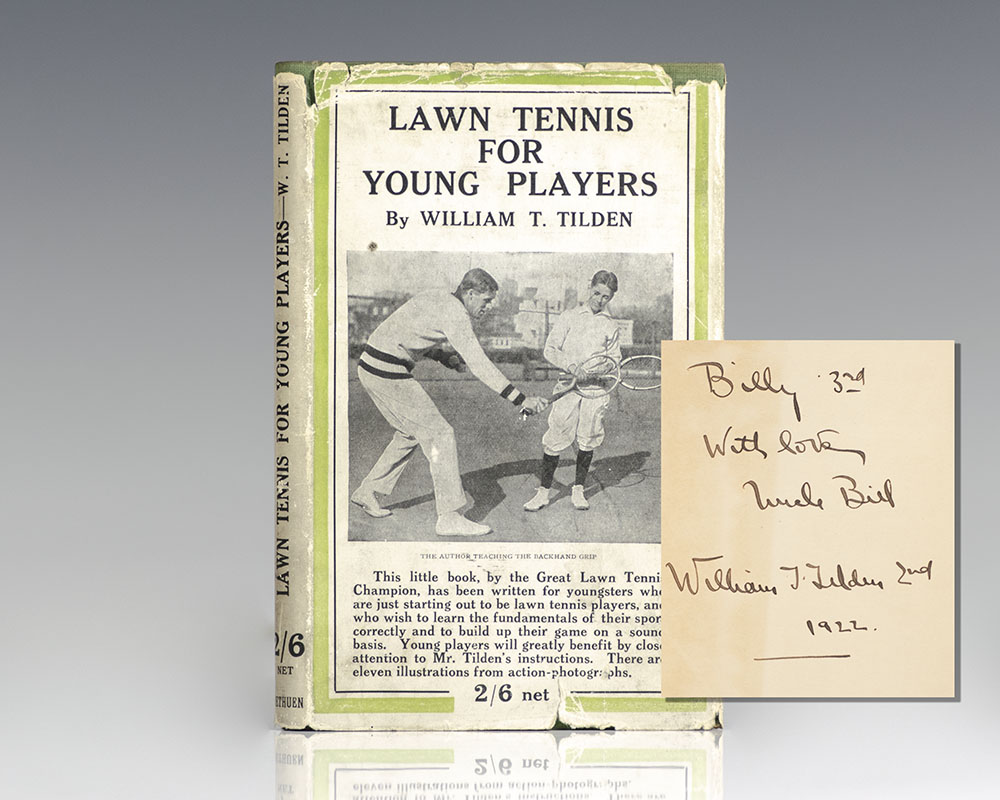 LAWN TENNIS FOR YOUNG PLAYERS—W. T. TILDEN
2/6
NET
ETHUEN
LAWN TENNIS
FOR
YOUNG PLAYERS
By WILLIAM T. TILDEN
THE AUTHOR TEACHING THE BACKHAND GRIP
This little book, by the Great Lawn Tenni
Champion, has been written for youngsters who
are just starting out to be lawn tennis players, and
who wish to learn the fundamentals of their spor
correctly and to build up their game on a sound
basis. Young players will greatly benefit by close
attention to Mr. Tilden's instructions. There are
eleven illustrations from action-photographs.
2/6 net
Billy 3rd
With love
Uncle Bill
William T. Tilden 2nd
1922.